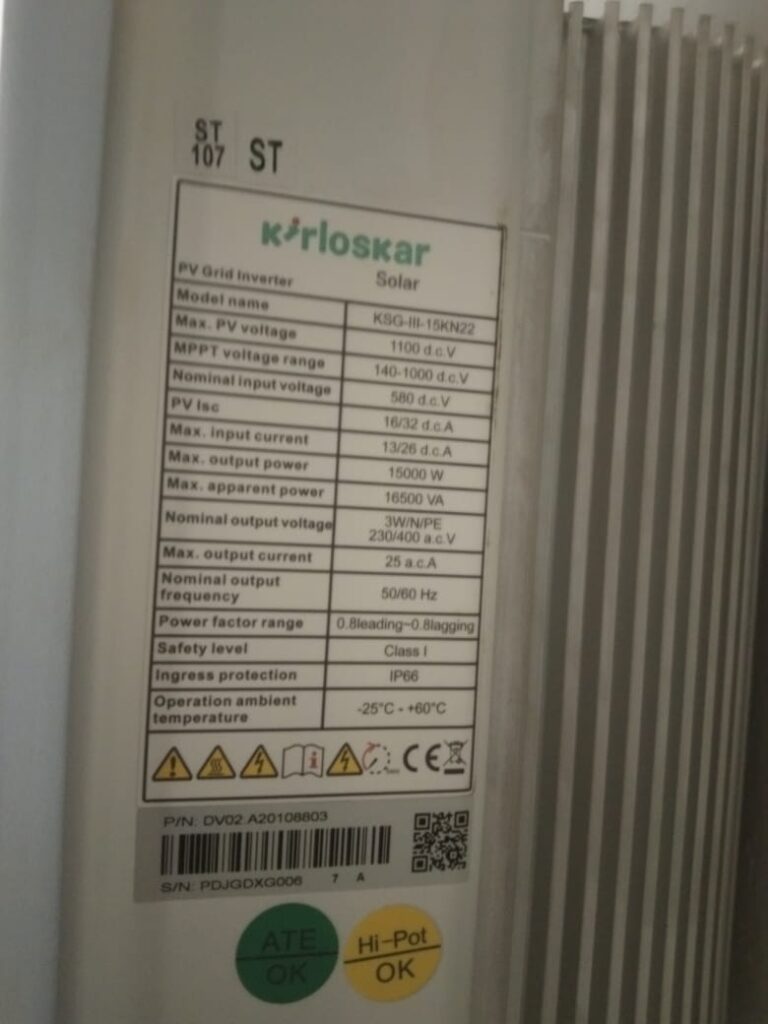 ST
107 ST
Kirloskar
Solar
PV Grid Inverter
Model name KSG-III-15KN22
Max. PV voltage 1100 d.c.V
MPPT voltage range 140-1000 d.c.V
Nominal input voltage 580 d.c.V
PV Isc 16/32 d.c.A
Max. input current 13/26 d.c.A
Max. output power 15000 W
Max. apparent power 16500 VA
Nominal output voltage 3W/N/PE
230/400 a.c.V
Max. output current 25 a.c.A
Nominal output
frequency 50/60 Hz
Power factor range 0.8leading~0.8lagging
Safety level Class I
Ingress protection IP66
Operation ambient
temperature -25°C - +60°C
CE
P/N: DV02.A20108803
S/N: PDJGDXG006 7 A
ATE
OK
Hi-Pot
OK